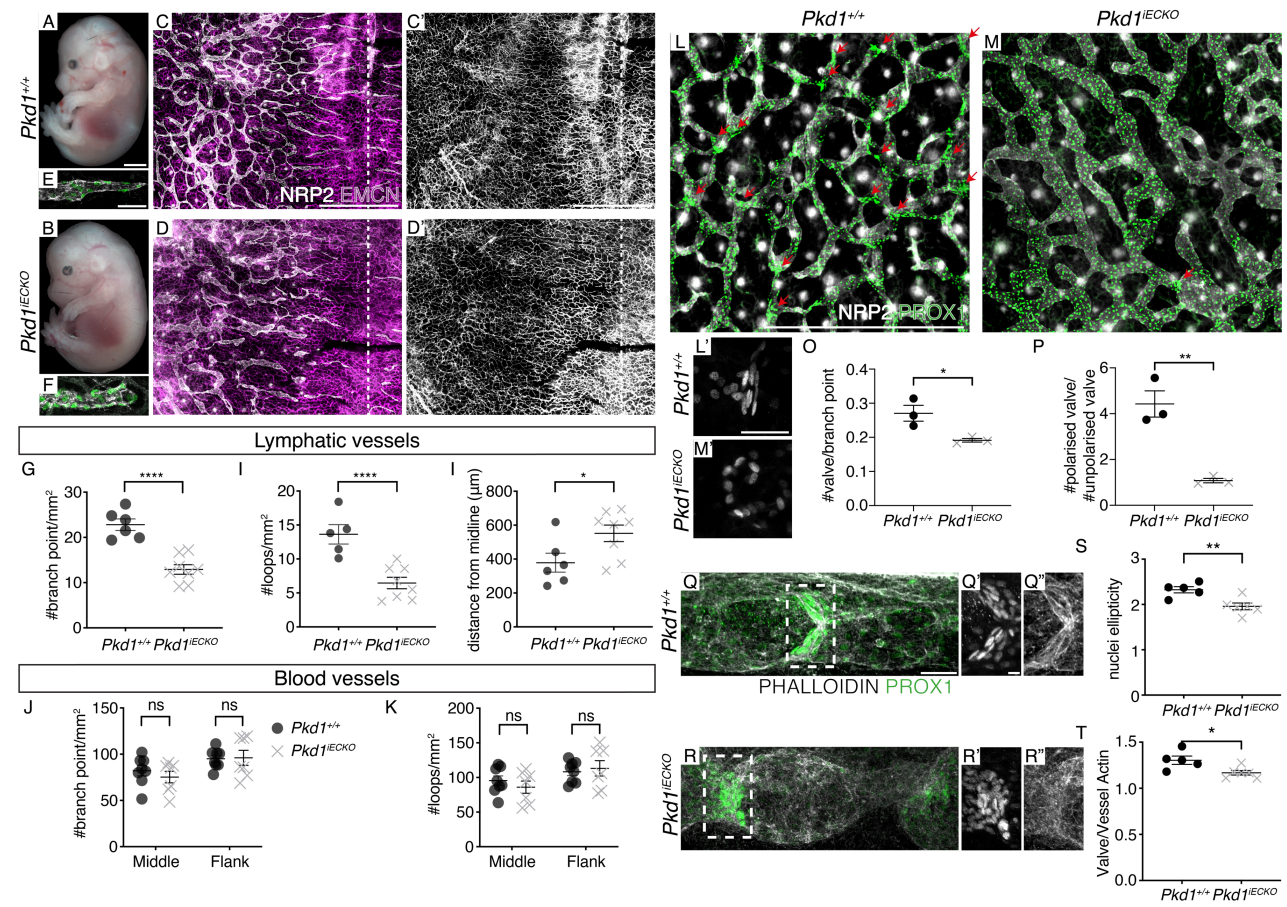 Pkd1+/+
Pkd1iECKO
A
C
C'
L
M
Pkd1+/+
E
NRP2 EMCN
B
D
D'
Pkd1iECKO
F
NRP2 PROX1
L'
O
P
Pkd1+/+
#valve/branch point
0.4
0.3
0.2
0.1
0.0
*
Pkd1+/+ Pkd1iECKO
#polarised valve/
#unpolarised valve
6
4
2
0
**
Pkd1+/+ Pkd1iECKO
M'
Pkd1iECKO
Lymphatic vessels
G
#branch point/mm2
30
20
10
0
****
Pkd1+/+ Pkd1iECKO
I
#loops/mm2
20
15
10
5
0
****
Pkd1+/+ Pkd1iECKO
I
distance from midline (μm)
800
600
400
200
0
*
Pkd1+/+ Pkd1iECKO
Q
Q'
Q"
Pkd1+/+
PHALLOIDIN PROX1
S
nuclei ellipticity
3
2
1
0
**
Pkd1+/+ Pkd1iECKO
Blood vessels
J
#branch point/mm2
150
100
50
0
ns
ns
Middle
Flank
Pkd1+/+
Pkd1iECKO
K
#loops/mm2
200
150
100
50
0
ns
ns
Middle
Flank
R
R'
R"
Pkd1iECKO
T
Valve/Vessel Actin
1.5
1.0
0.5
0.0
*
Pkd1+/+ Pkd1iECKO